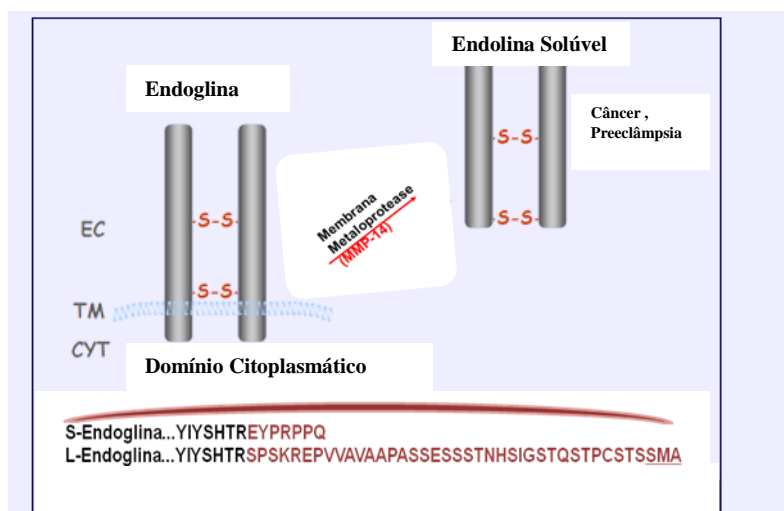 Endolina Solúvel
Endoglina
Câncer ,
Preeclâmpsia
S-S
S-S
Membrana
Metaloprotease
(MMP-14)
EC
S-S
S-S
TM
CYT
Domínio Citoplasmático
S-Endoglina...YIYSHTREYPRPPQ
L-Endoglina...YIYSHTRSPSKREPVVAVAAPASSESSSTNHSIGSTQSTPCSTSSMA